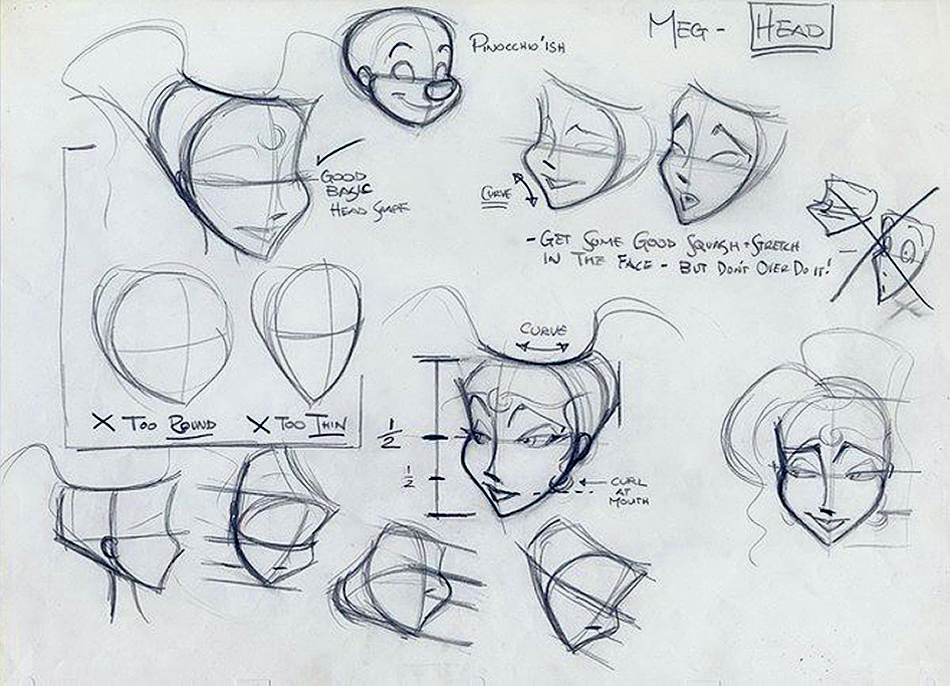 MEG - HEAD
PINOCCHIO'ISH
GOOD
BASIC
HEAD SHAPE
CURVE
- GET SOME GOOD SQUASH + STRETCH
IN THE FACE - BUT DON'T OVER DO IT!
X TOO ROUND
X TOO THIN
CURVE
1/2
1/2
CURL
AT
MOUTH